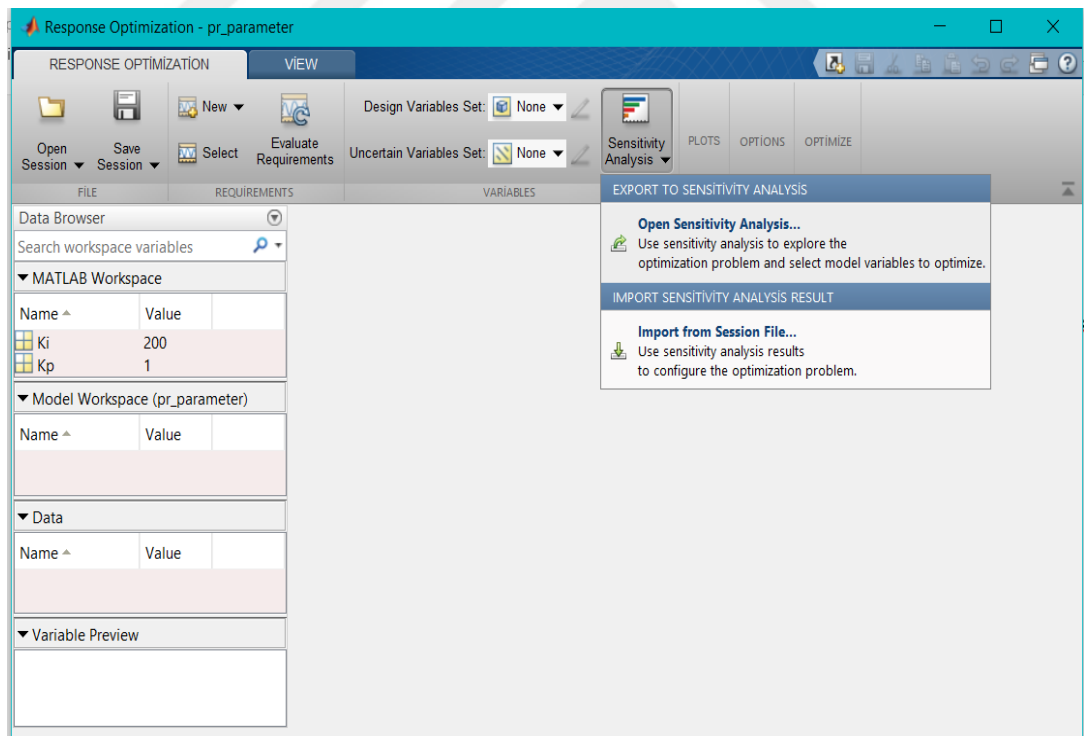 Response Optimization - pr_parameter
RESPONSE OPTİMİZATİON
VİEW
Open Session
Save Session
New
Select
Evaluate Requirements
Design Variables Set: None
Uncertain Variables Set: None
Sensitivity Analysis
PLOTS
OPTİONS
OPTİMİZE
FİLE
REQUİREMENTS
VARİABLES
EXPORT TO SENSİTİVİTY ANALYSİS
Open Sensitivity Analysis...
Use sensitivity analysis to explore the
optimization problem and select model variables to optimize.
IMPORT SENSİTİVİTY ANALYSİS RESULT
Import from Session File...
Use sensitivity analysis results
to configure the optimization problem.
Data Browser
Search workspace variables
MATLAB Workspace
Name Value
Ki 200
Kp 1
Model Workspace (pr_parameter)
Name Value
Data
Name Value
Variable Preview